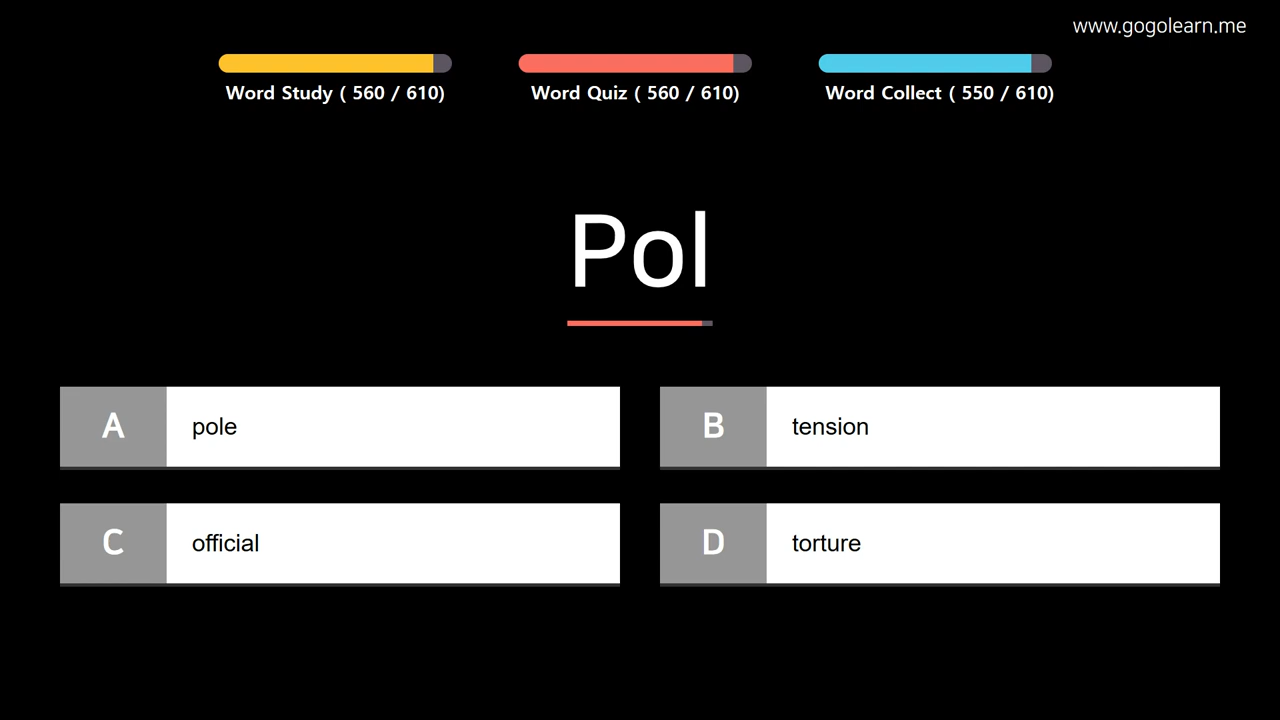 www.gogolearn.me
Word Study ( 560 / 610)
Word Quiz ( 560 / 610)
Word Collect ( 550 / 610)
Pol
A pole
B tension
C official
D torture